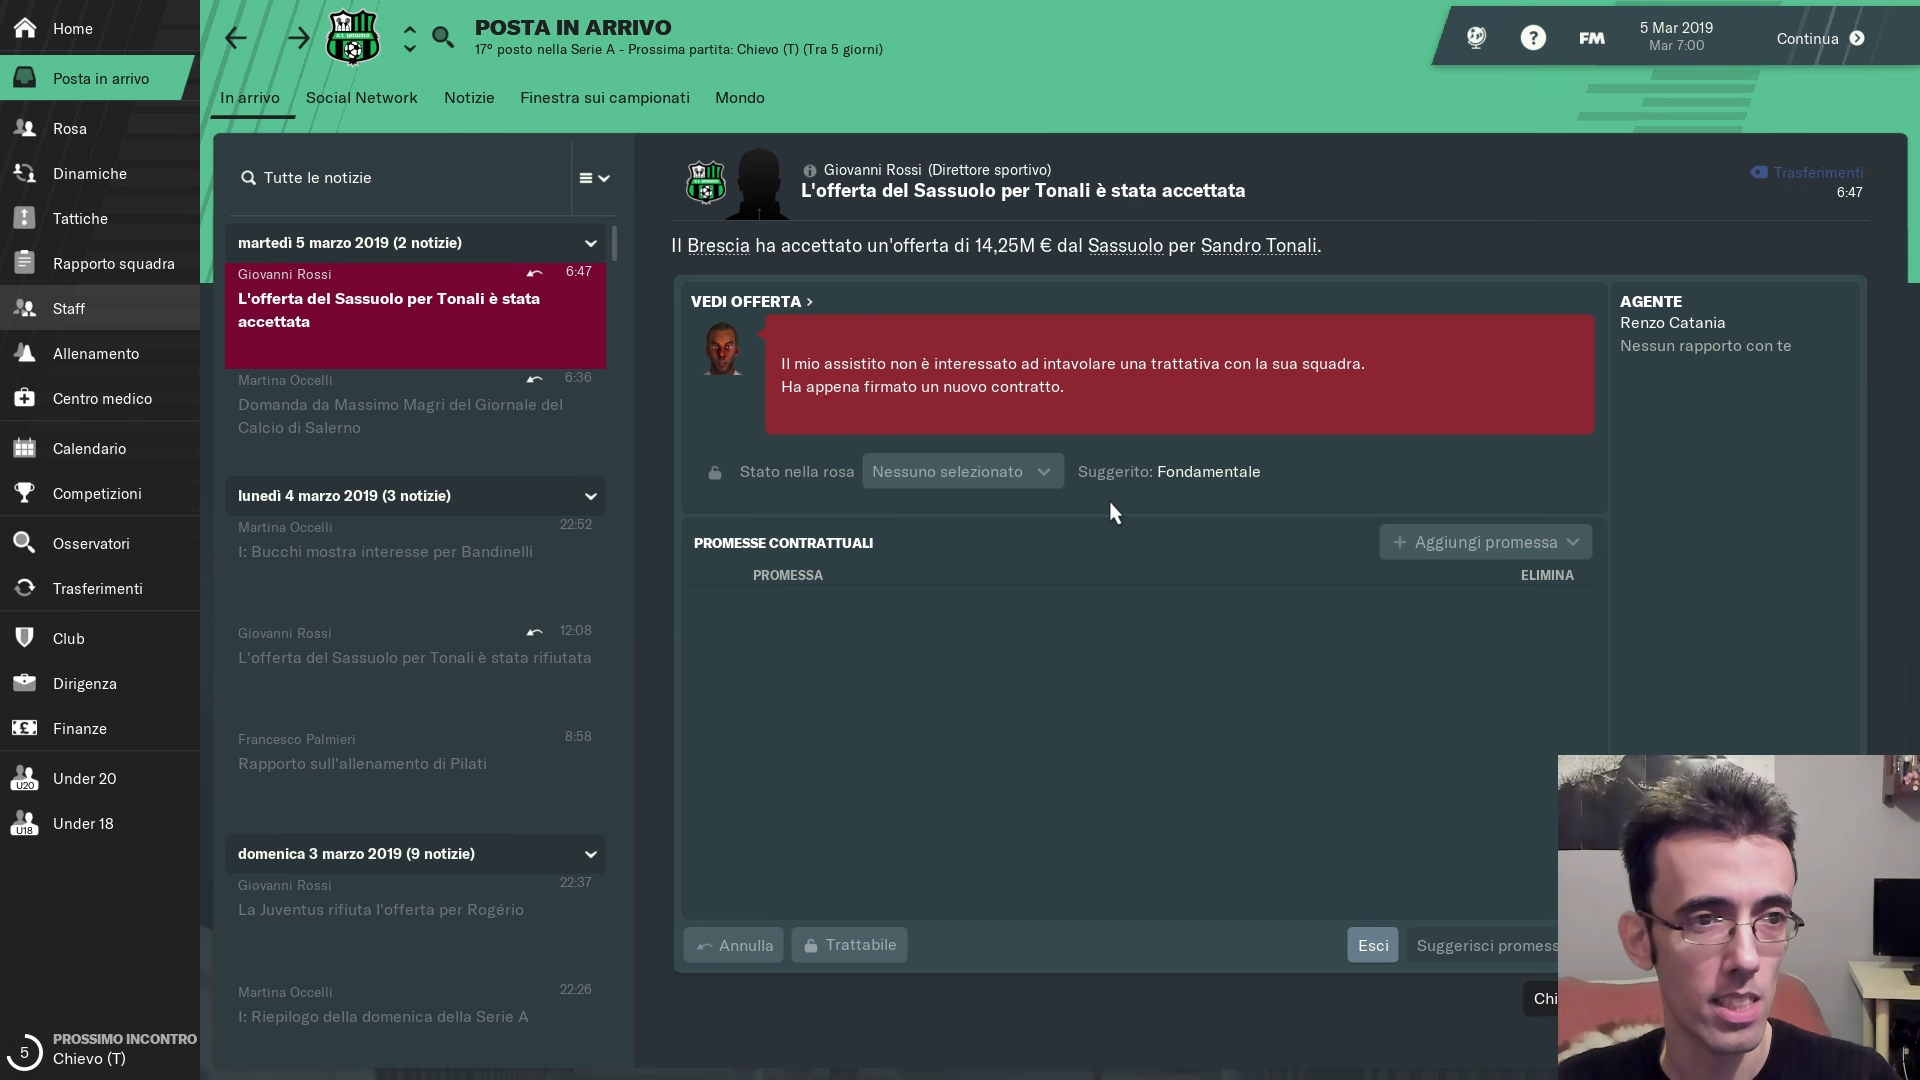 Home
Posta in arrivo
Rosa
Dinamiche
Tattiche
Rapporto squadra
Staff
Allenamento
Centro medico
Calendario
Competizioni
Osservatori
Trasferimenti
Club
Dirigenza
Finanze
U20
Under 20
U18
Under 18
5
PROSSIMO INCONTRO
Chievo (T)
POSTA IN ARRIVO
17° posto nella Serie A - Prossima partita: Chievo (T) (Tra 5 giorni)
FM
5 Mar 2019
Mar 7:00
Continua
In arrivo
Social Network
Notizie
Finestra sui campionati
Mondo
Tutte le notizie
martedì 5 marzo 2019 (2 notizie)
Giovanni Rossi
6:47
L'offerta del Sassuolo per Tonali è stata
accettata
Martina Occelli
6:36
Domanda da Massimo Magri del Giornale del
Calcio di Salerno
lunedì 4 marzo 2019 (3 notizie)
Martina Occelli
22:52
I: Bucchi mostra interesse per Bandinelli
Giovanni Rossi
12:08
L'offerta del Sassuolo per Tonali è stata rifiutata
Francesco Palmieri
8:58
Rapporto sull'allenamento di Pilati
domenica 3 marzo 2019 (9 notizie)
Giovanni Rossi
22:37
La Juventus rifiuta l'offerta per Rogério
Martina Occelli
22:26
I: Riepilogo della domenica della Serie A
Giovanni Rossi (Direttore sportivo)
L'offerta del Sassuolo per Tonali è stata accettata
Trasferimenti
6:47
Il Brescia ha accettato un'offerta di 14,25M € dal Sassuolo per Sandro Tonali.
VEDI OFFERTA >
Il mio assistito non è interessato ad intavolare una trattativa con la sua squadra.
Ha appena firmato un nuovo contratto.
AGENTE
Renzo Catania
Nessun rapporto con te
Stato nella rosa
Nessuno selezionato
Suggerito: Fondamentale
PROMESSE CONTRATTUALI
+ Aggiungi promessa
PROMESSA
ELIMINA
Annulla
Trattabile
Esci
Suggerisci promess
Chi